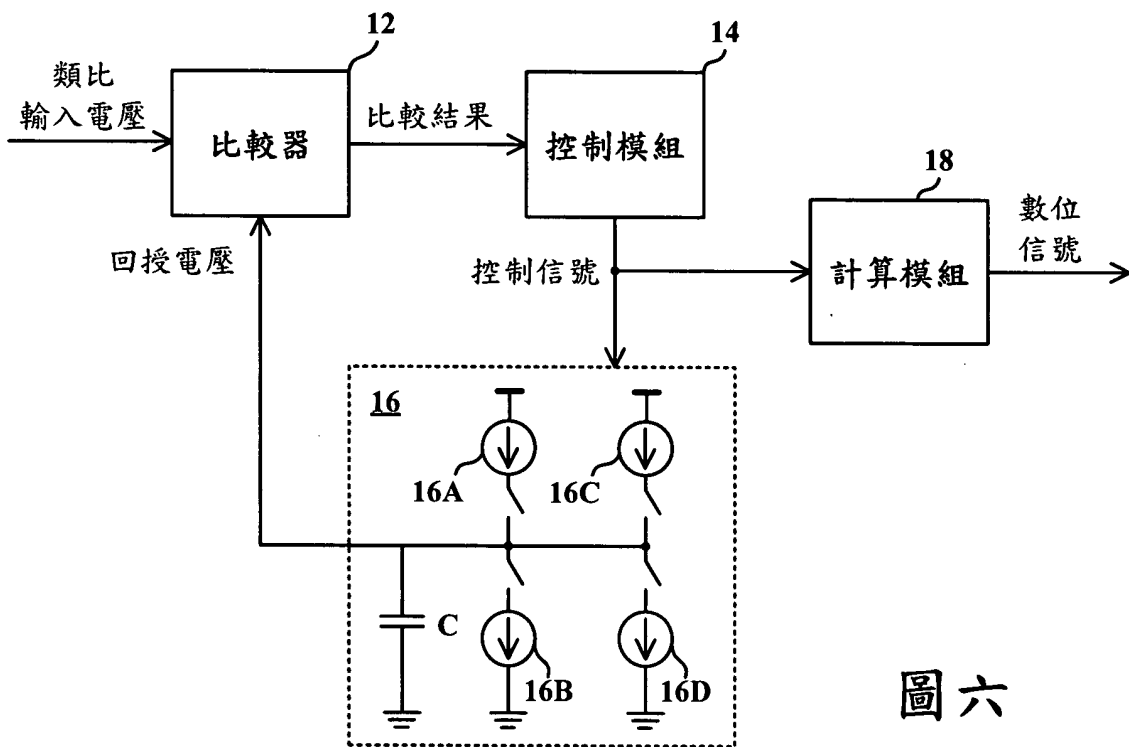 12
14
類比
輸入電壓
比較器
比較結果
控制模組
18
數位
信號
回授電壓
控制信號
計算模組
16
16A
16C
C
16B
16D
圖六